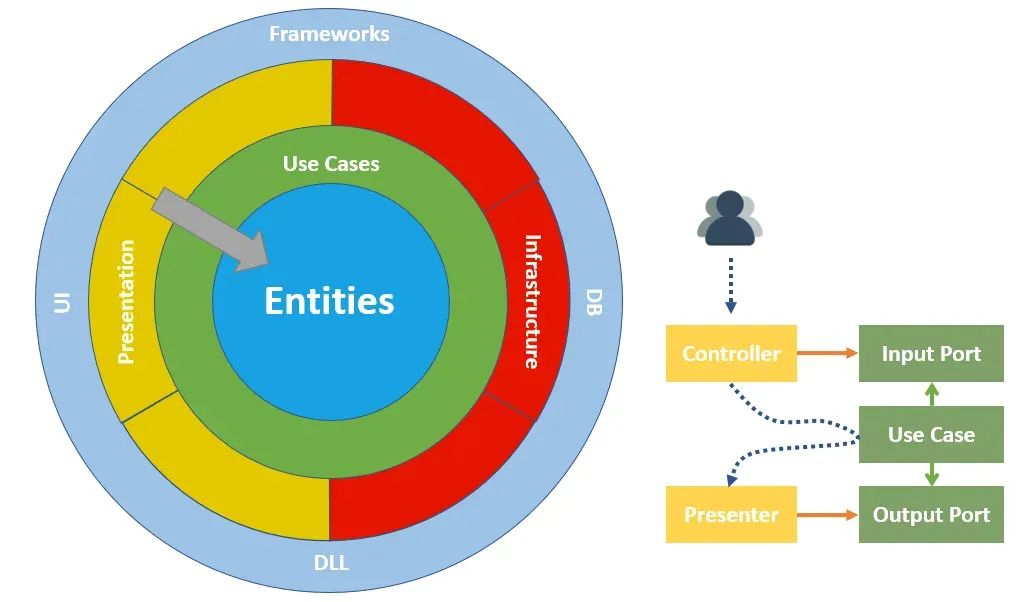 Frameworks
Use Cases
UI
Presentation
Entities
Infrastructure
DB
DLL
Controller
Input Port
Use Case
Presenter
Output Port